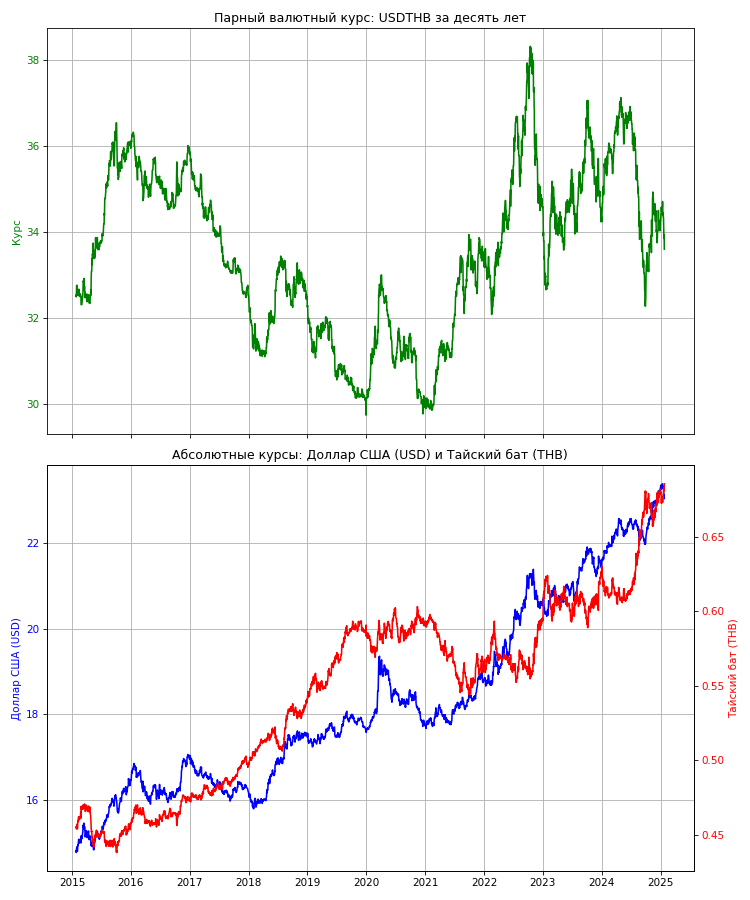 Парный валютный курс: USDTHB за десять лет
38
36
34
32
30
Курс
Абсолютные курсы: Доллар США (USD) и Тайский бат (THB)
22
20
18
16
Доллар США (USD)
0.65
0.60
0.55
0.50
0.45
Тайский бат (THB)
2015 2016 2017 2018 2019 2020 2021 2022 2023 2024 2025